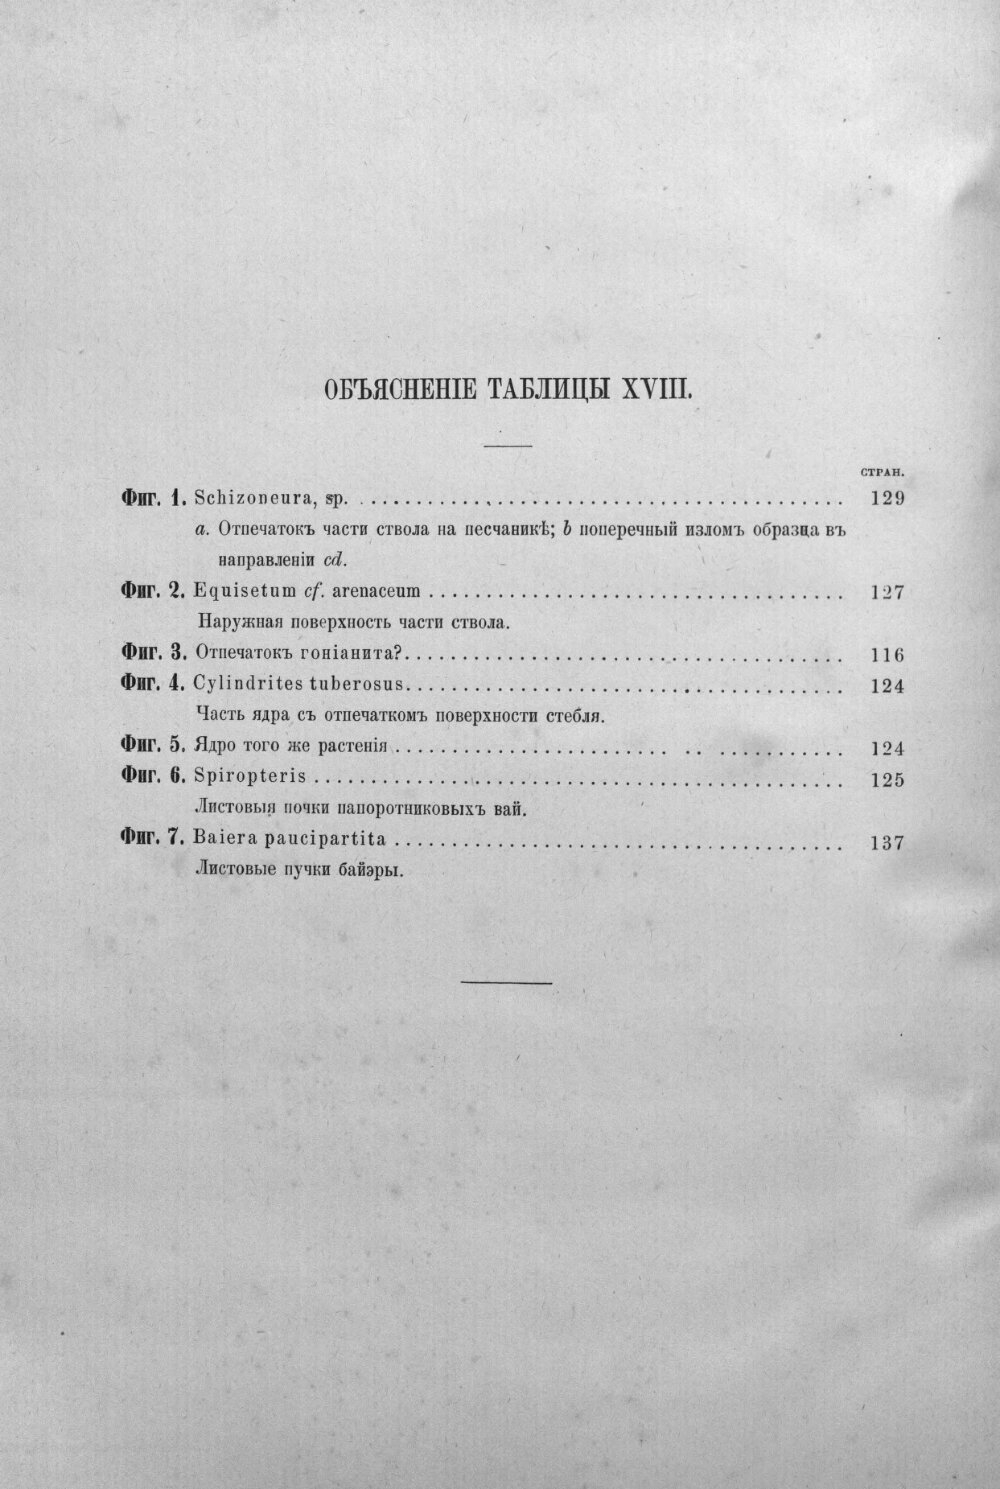 ОБЪЯСНЕНІЕ ТАБЛИЦЫ XVIII.
СТРАН.
Фиг. 1. Schizoneura, sp. . . . . . . . . . . . . . . . . . . . . . . . . . . . . . . . . . . . . . 129
a. Отпечатокъ части ствола на песчаникѣ; b поперечный изломъ образца въ
направленіи cd.
Фиг. 2. Equisetum cf. arenaceum . . . . . . . . . . . . . . . . . . . . . . . . . . . . . . 127
Наружная поверхность части ствола.
Фиг. 3. Отпечатокъ гоніанита? . . . . . . . . . . . . . . . . . . . . . . . . . . . . . . . 116
Фиг. 4. Cylindrites tuberosus. . . . . . . . . . . . . . . . . . . . . . . . . . . . . . . . 124
Часть ядра съ отпечаткомъ поверхности стебля.
Фиг. 5. Ядро того же растенія . . . . . . . . . . . . . . . . . . . . . . . . . . . . . . . 124
Фиг. 6. Spiropteris . . . . . . . . . . . . . . . . . . . . . . . . . . . . . . . . . . . . . . 125
Листовыя почки папоротниковыхъ вай.
Фиг. 7. Baiera paucipartita . . . . . . . . . . . . . . . . . . . . . . . . . . . . . . . . . 137
Листовые пучки байэры.